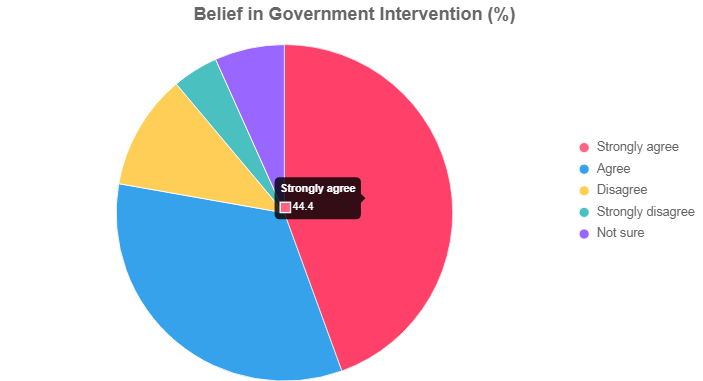 Belief in Government Intervention (%)
Strongly agree
44.4
Strongly agree
Agree
Disagree
Strongly disagree
Not sure